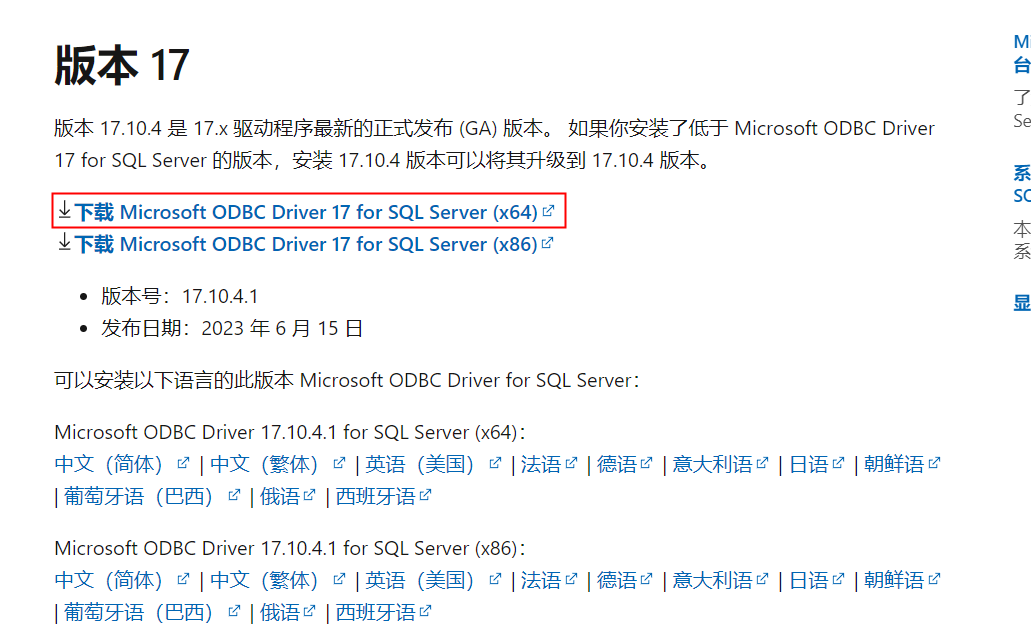 版本 17
版本 17.10.4 是 17.x 驱动程序最新的正式发布 (GA) 版本。 如果你安装了低于 Microsoft ODBC Driver
17 for SQL Server 的版本，安装 17.10.4 版本可以将其升级到 17.10.4 版本。
下载 Microsoft ODBC Driver 17 for SQL Server (x64)
下载 Microsoft ODBC Driver 17 for SQL Server (x86)
• 版本号：17.10.4.1
• 发布日期：2023 年 6 月 15 日
可以安装以下语言的此版本 Microsoft ODBC Driver for SQL Server：
Microsoft ODBC Driver 17.10.4.1 for SQL Server (x64)：
中文（简体） | 中文（繁体） | 英语（美国） | 法语 | 德语 | 意大利语 | 日语 | 朝鲜语
| 葡萄牙语（巴西） | 俄语 | 西班牙语
Microsoft ODBC Driver 17.10.4.1 for SQL Server (x86)：
中文（简体） | 中文（繁体） | 英语（美国） | 法语 | 德语 | 意大利语 | 日语 | 朝鲜语
| 葡萄牙语（巴西） | 俄语 | 西班牙语
台
了
Se
系
本
系
显